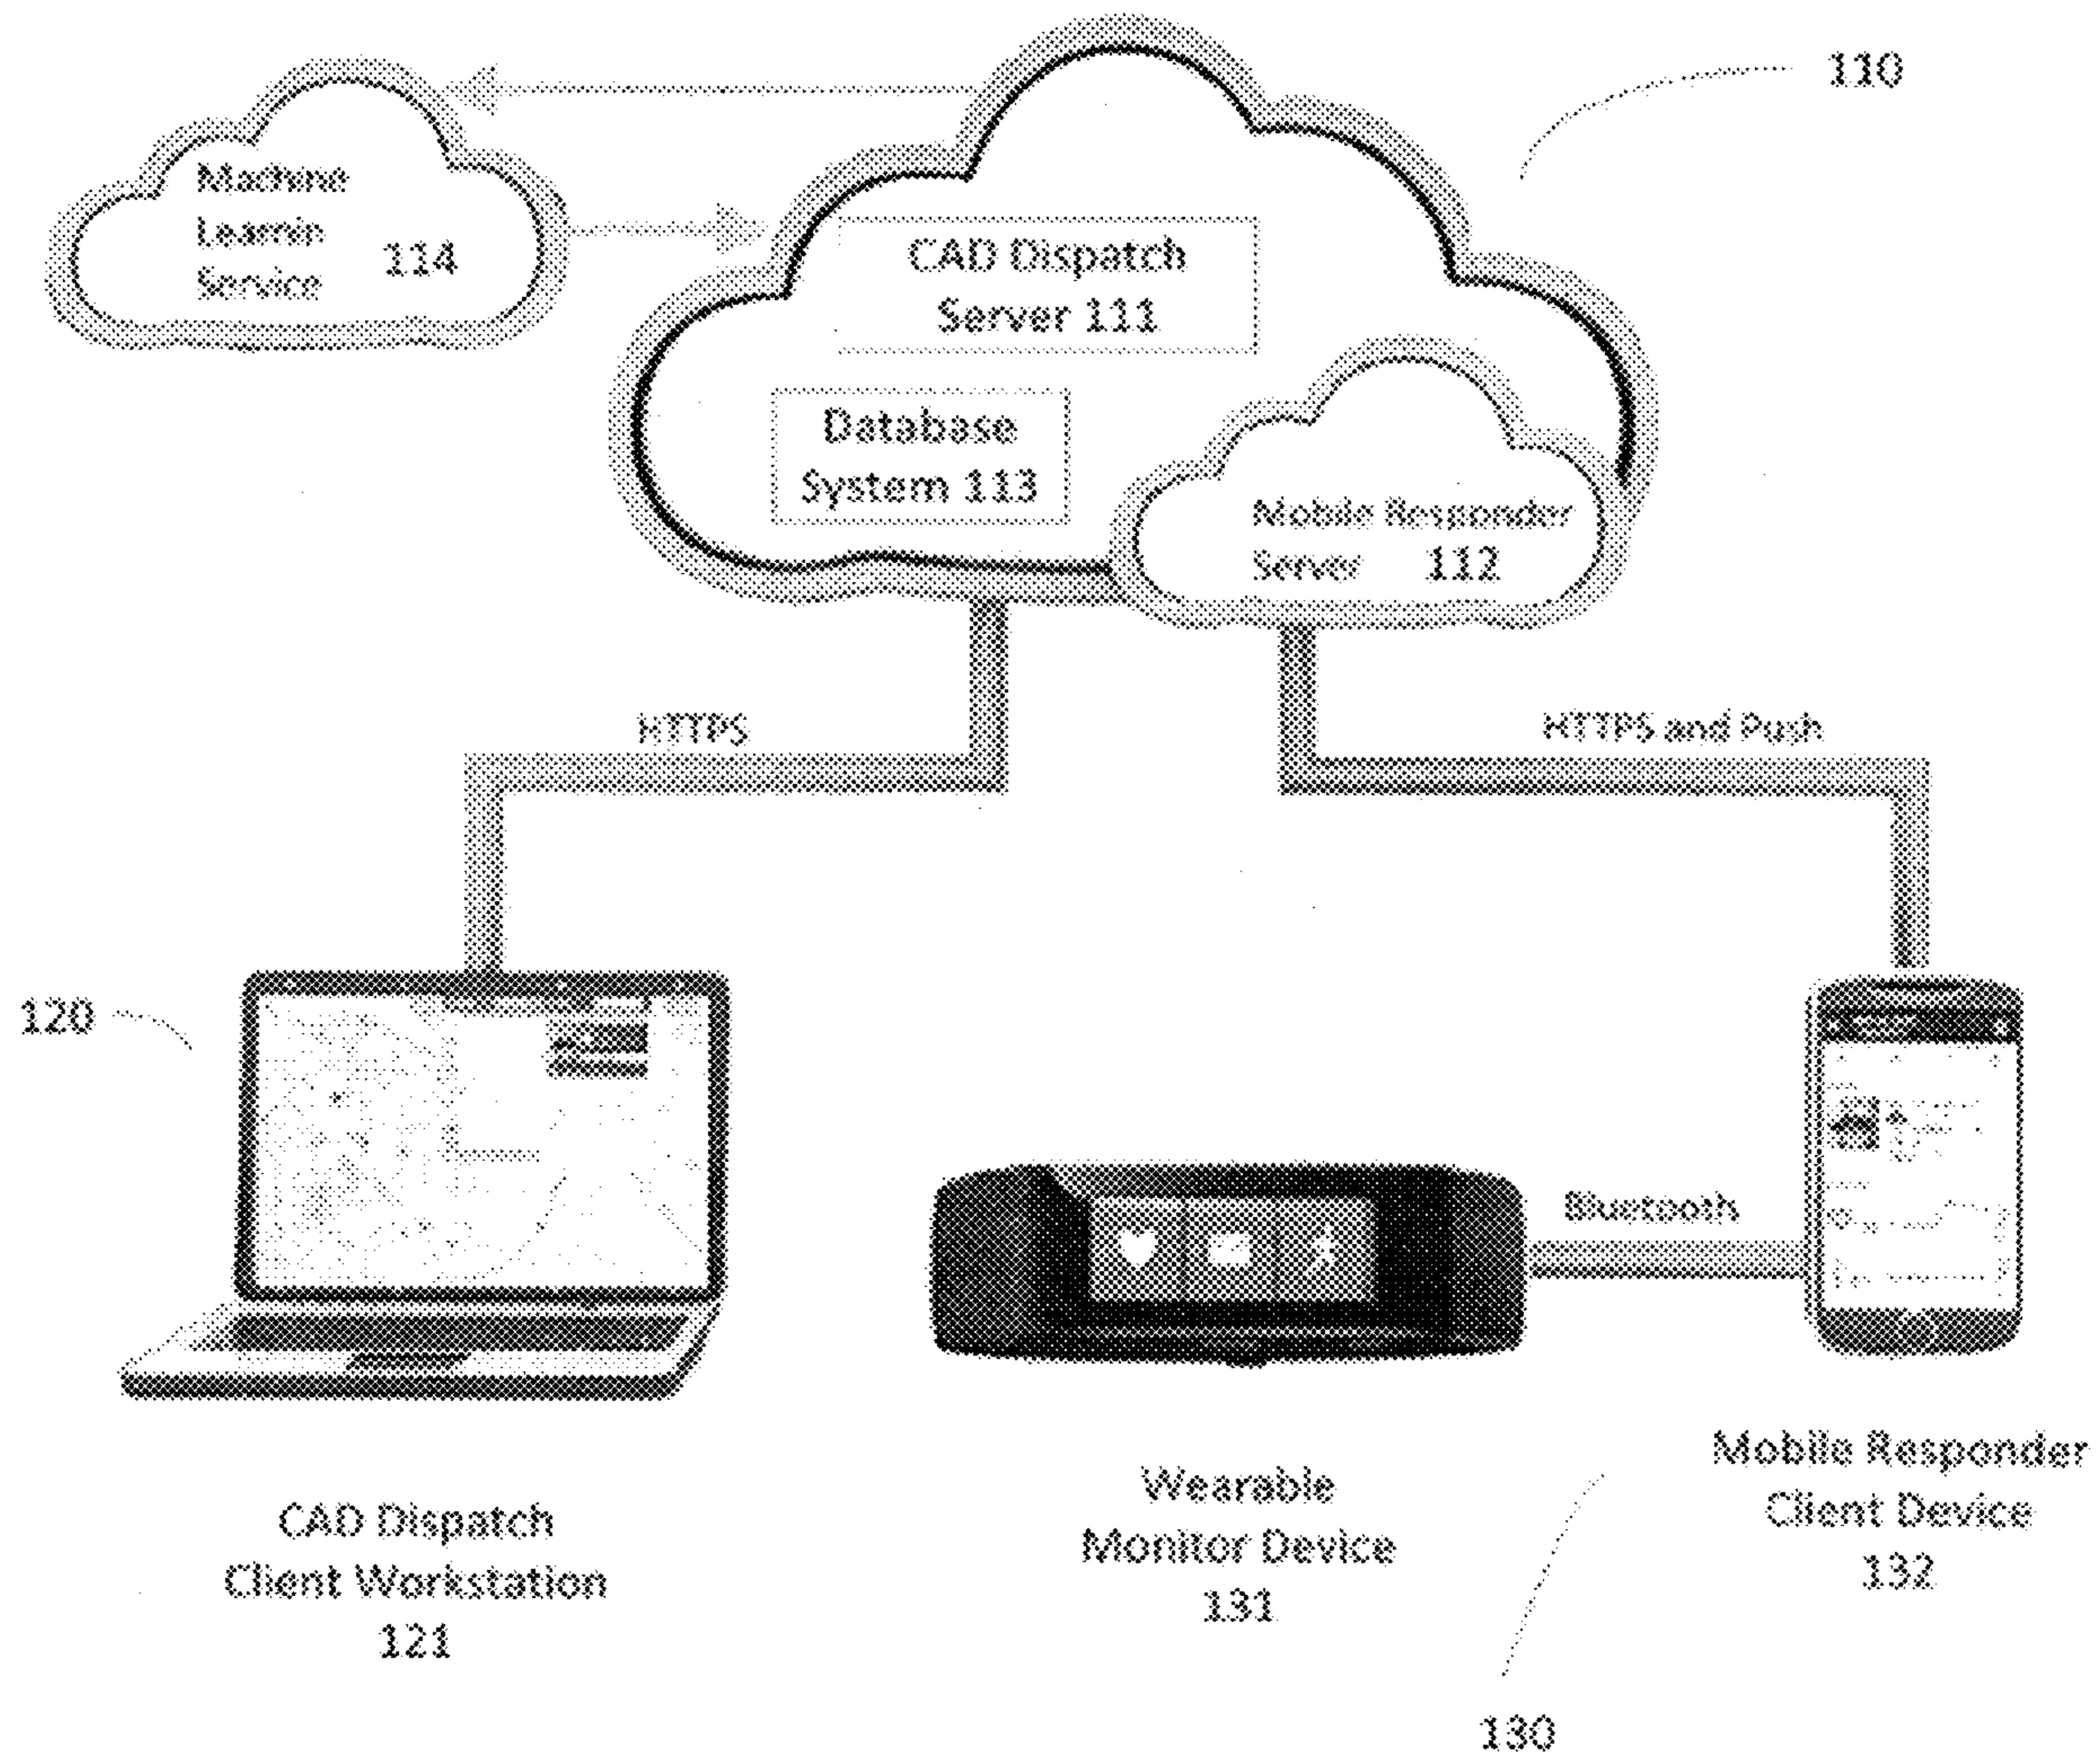 110
Machine
Learnin
Service 114
CAD Dispatch
Server 111
Database
System 113
Mobile Responder
Server 112
HTTPS
HTTPS and Push
120
Bluetooth
CAD Dispatch
Client Workstation
121
Wearable
Monitor Device
131
Mobile Responder
Client Device
132
130